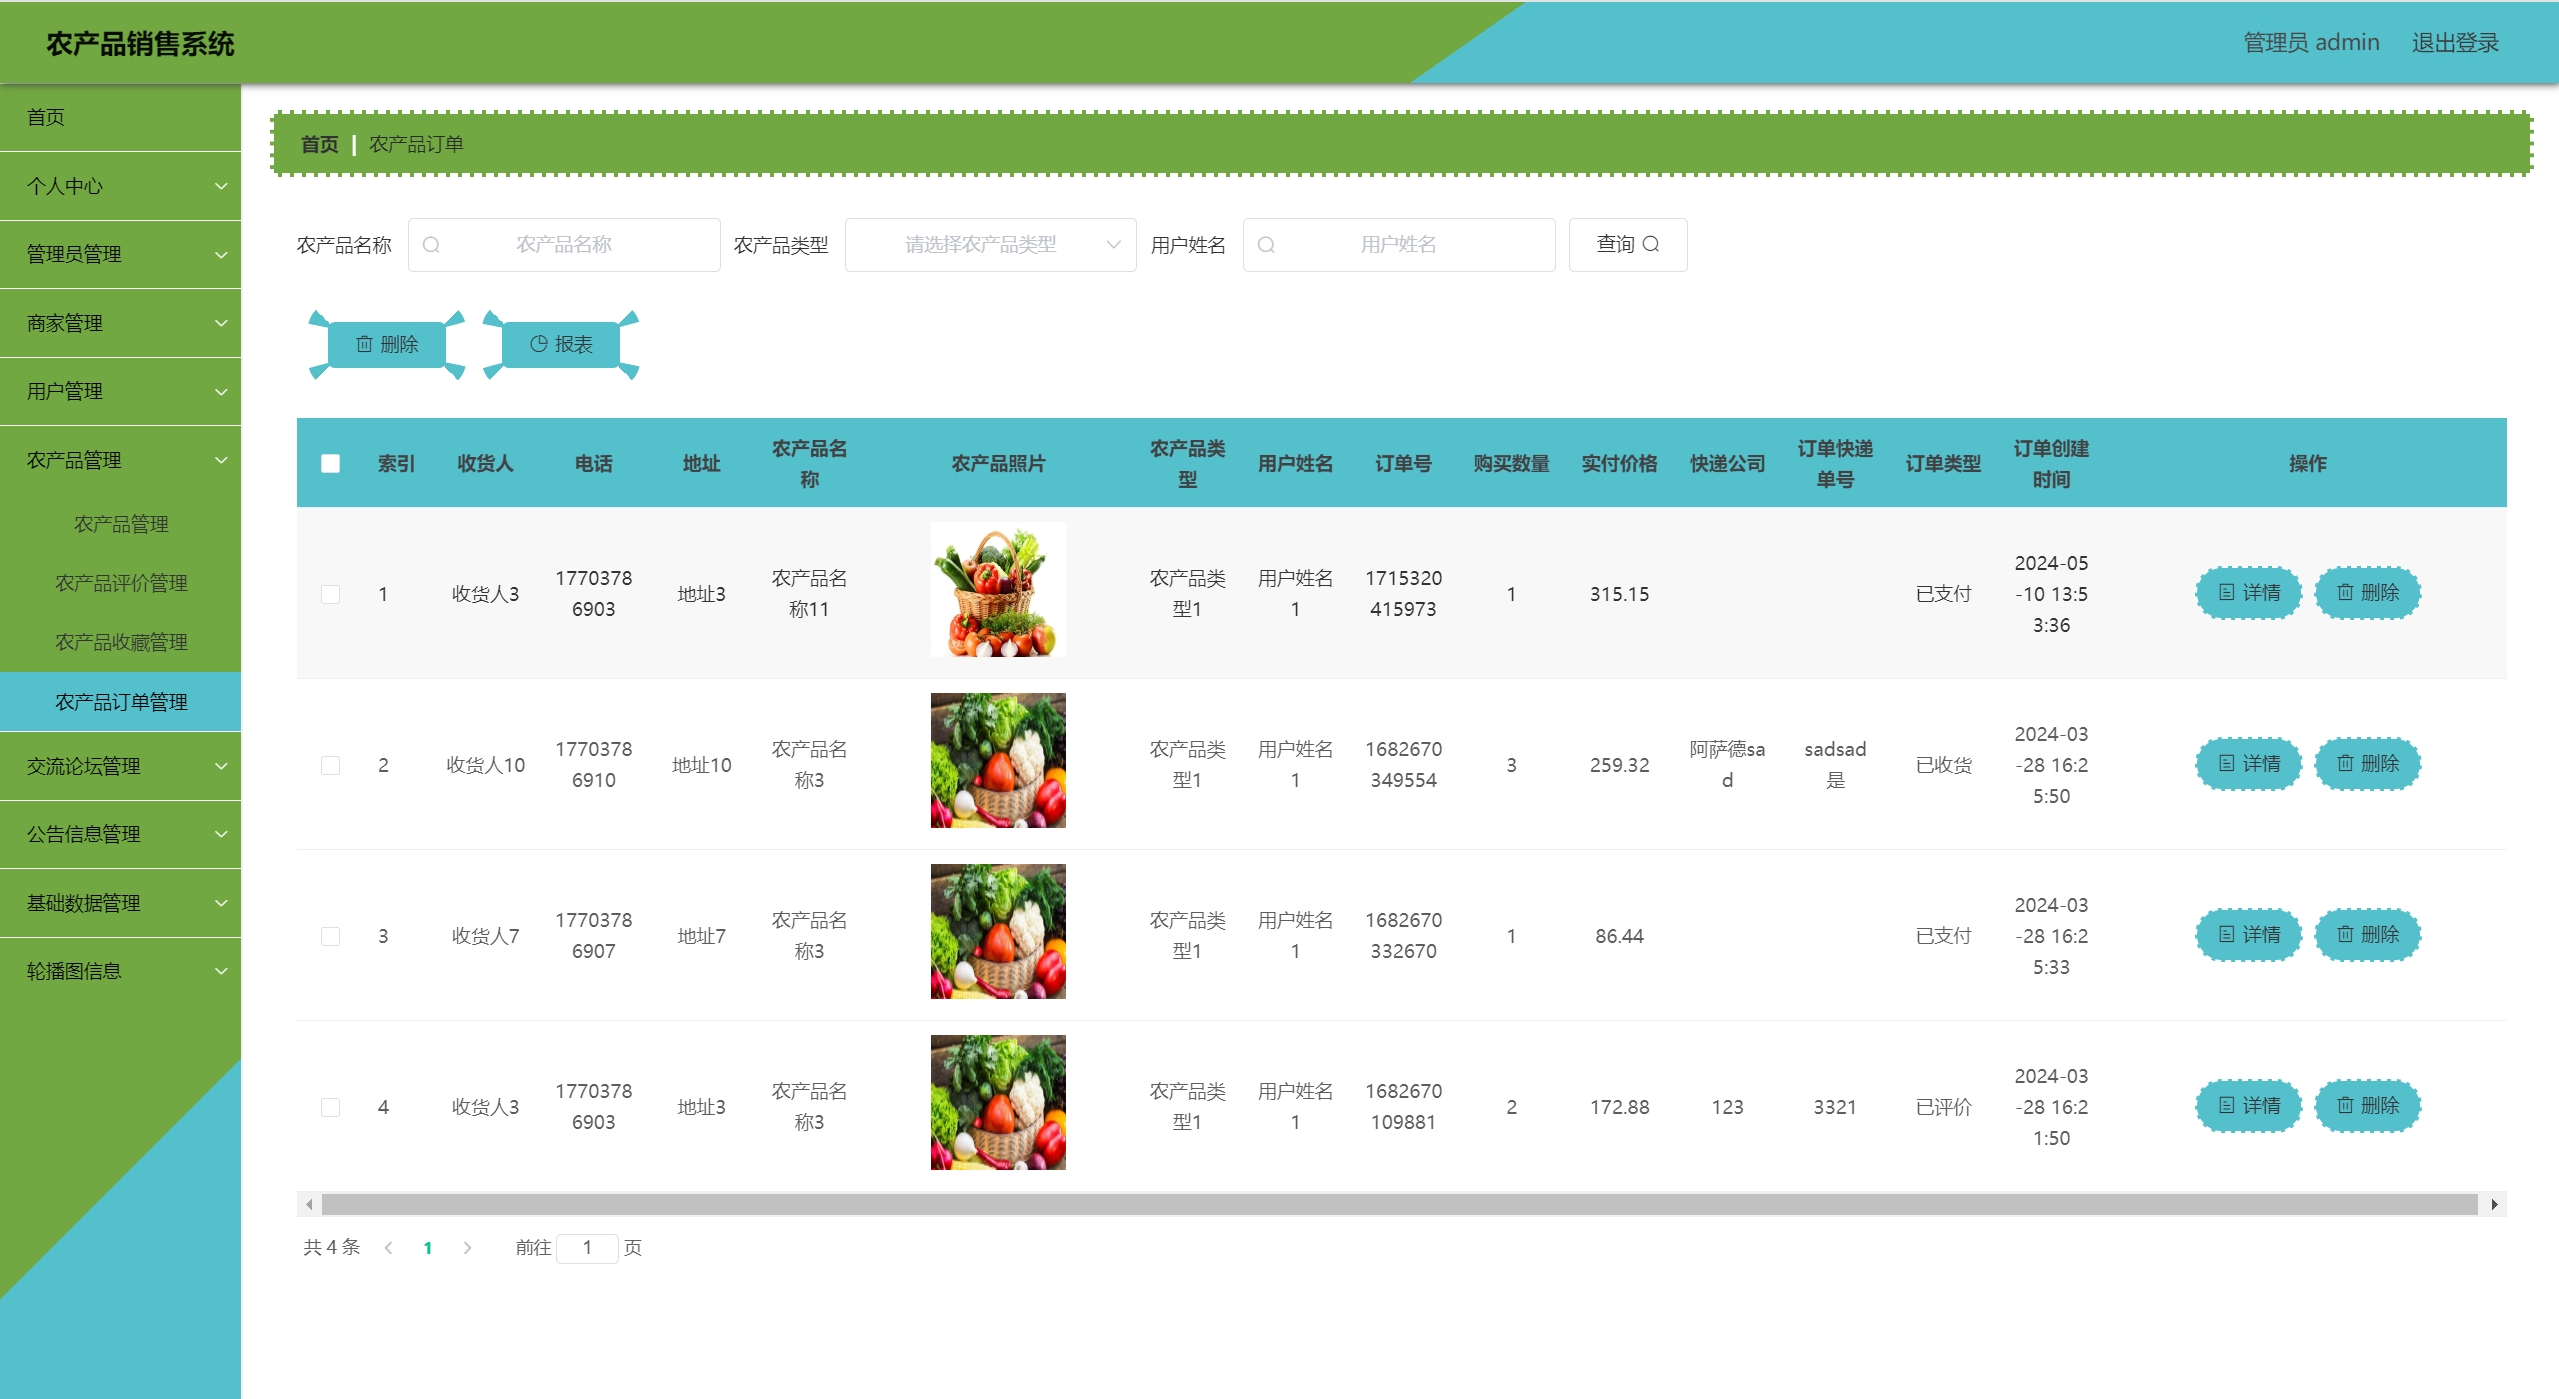 农产品销售系统
管理员 admin 退出登录
首页
个人中心
管理员管理
商家管理
用户管理
农产品管理
农产品管理
农产品评价管理
农产品收藏管理
农产品订单管理
交流论坛管理
公告信息管理
基础数据管理
轮播图信息
首页 | 农产品订单
农产品名称 农产品名称 农产品类型 请选择农产品类型 用户姓名 用户姓名 查询
删除 报表
索引 收货人 电话 地址 农产品名称 农产品照片 农产品类型 用户姓名 订单号 购买数量 实付价格 快递公司 订单快递单号 订单类型 订单创建时间 操作
1 收货人3 17703786903 地址3 农产品名称11 农产品类型1 用户姓名1 1715320415973 1 315.15 已支付 2024-05-10 13:53:36 详情 删除
2 收货人10 17703786910 地址10 农产品名称3 农产品类型1 用户姓名1 1682670349554 3 259.32 阿萨德sad sadsad是 已收货 2024-03-28 16:25:50 详情 删除
3 收货人7 17703786907 地址7 农产品名称3 农产品类型1 用户姓名1 1682670332670 1 86.44 已支付 2024-03-28 16:25:33 详情 删除
4 收货人3 17703786903 地址3 农产品名称3 农产品类型1 用户姓名1 1682670109881 2 172.88 123 3321 已评价 2024-03-28 16:21:50 详情 删除
共 4 条 1 前往 1 页